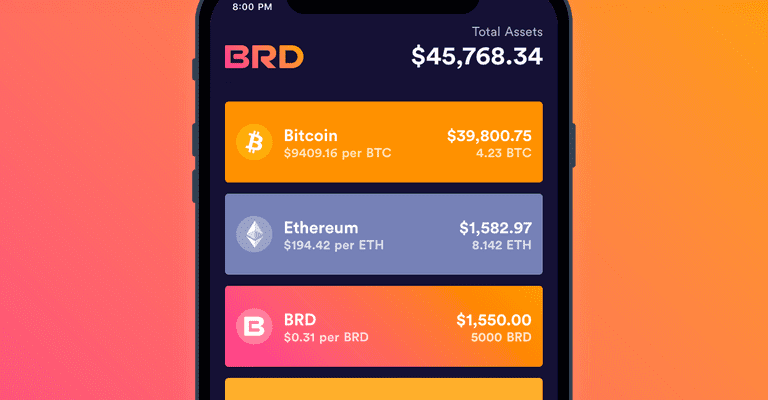 8:00 PM
Total Assets
BRD
$45,768.34
Bitcoin
$39,800.75
$9409.16 per BTC
4.23 BTC
Ethereum
$1,582.97
$194.42 per ETH
8.142 ETH
BRD
$1,550.00
$0.31 per BRD
5000 BRD